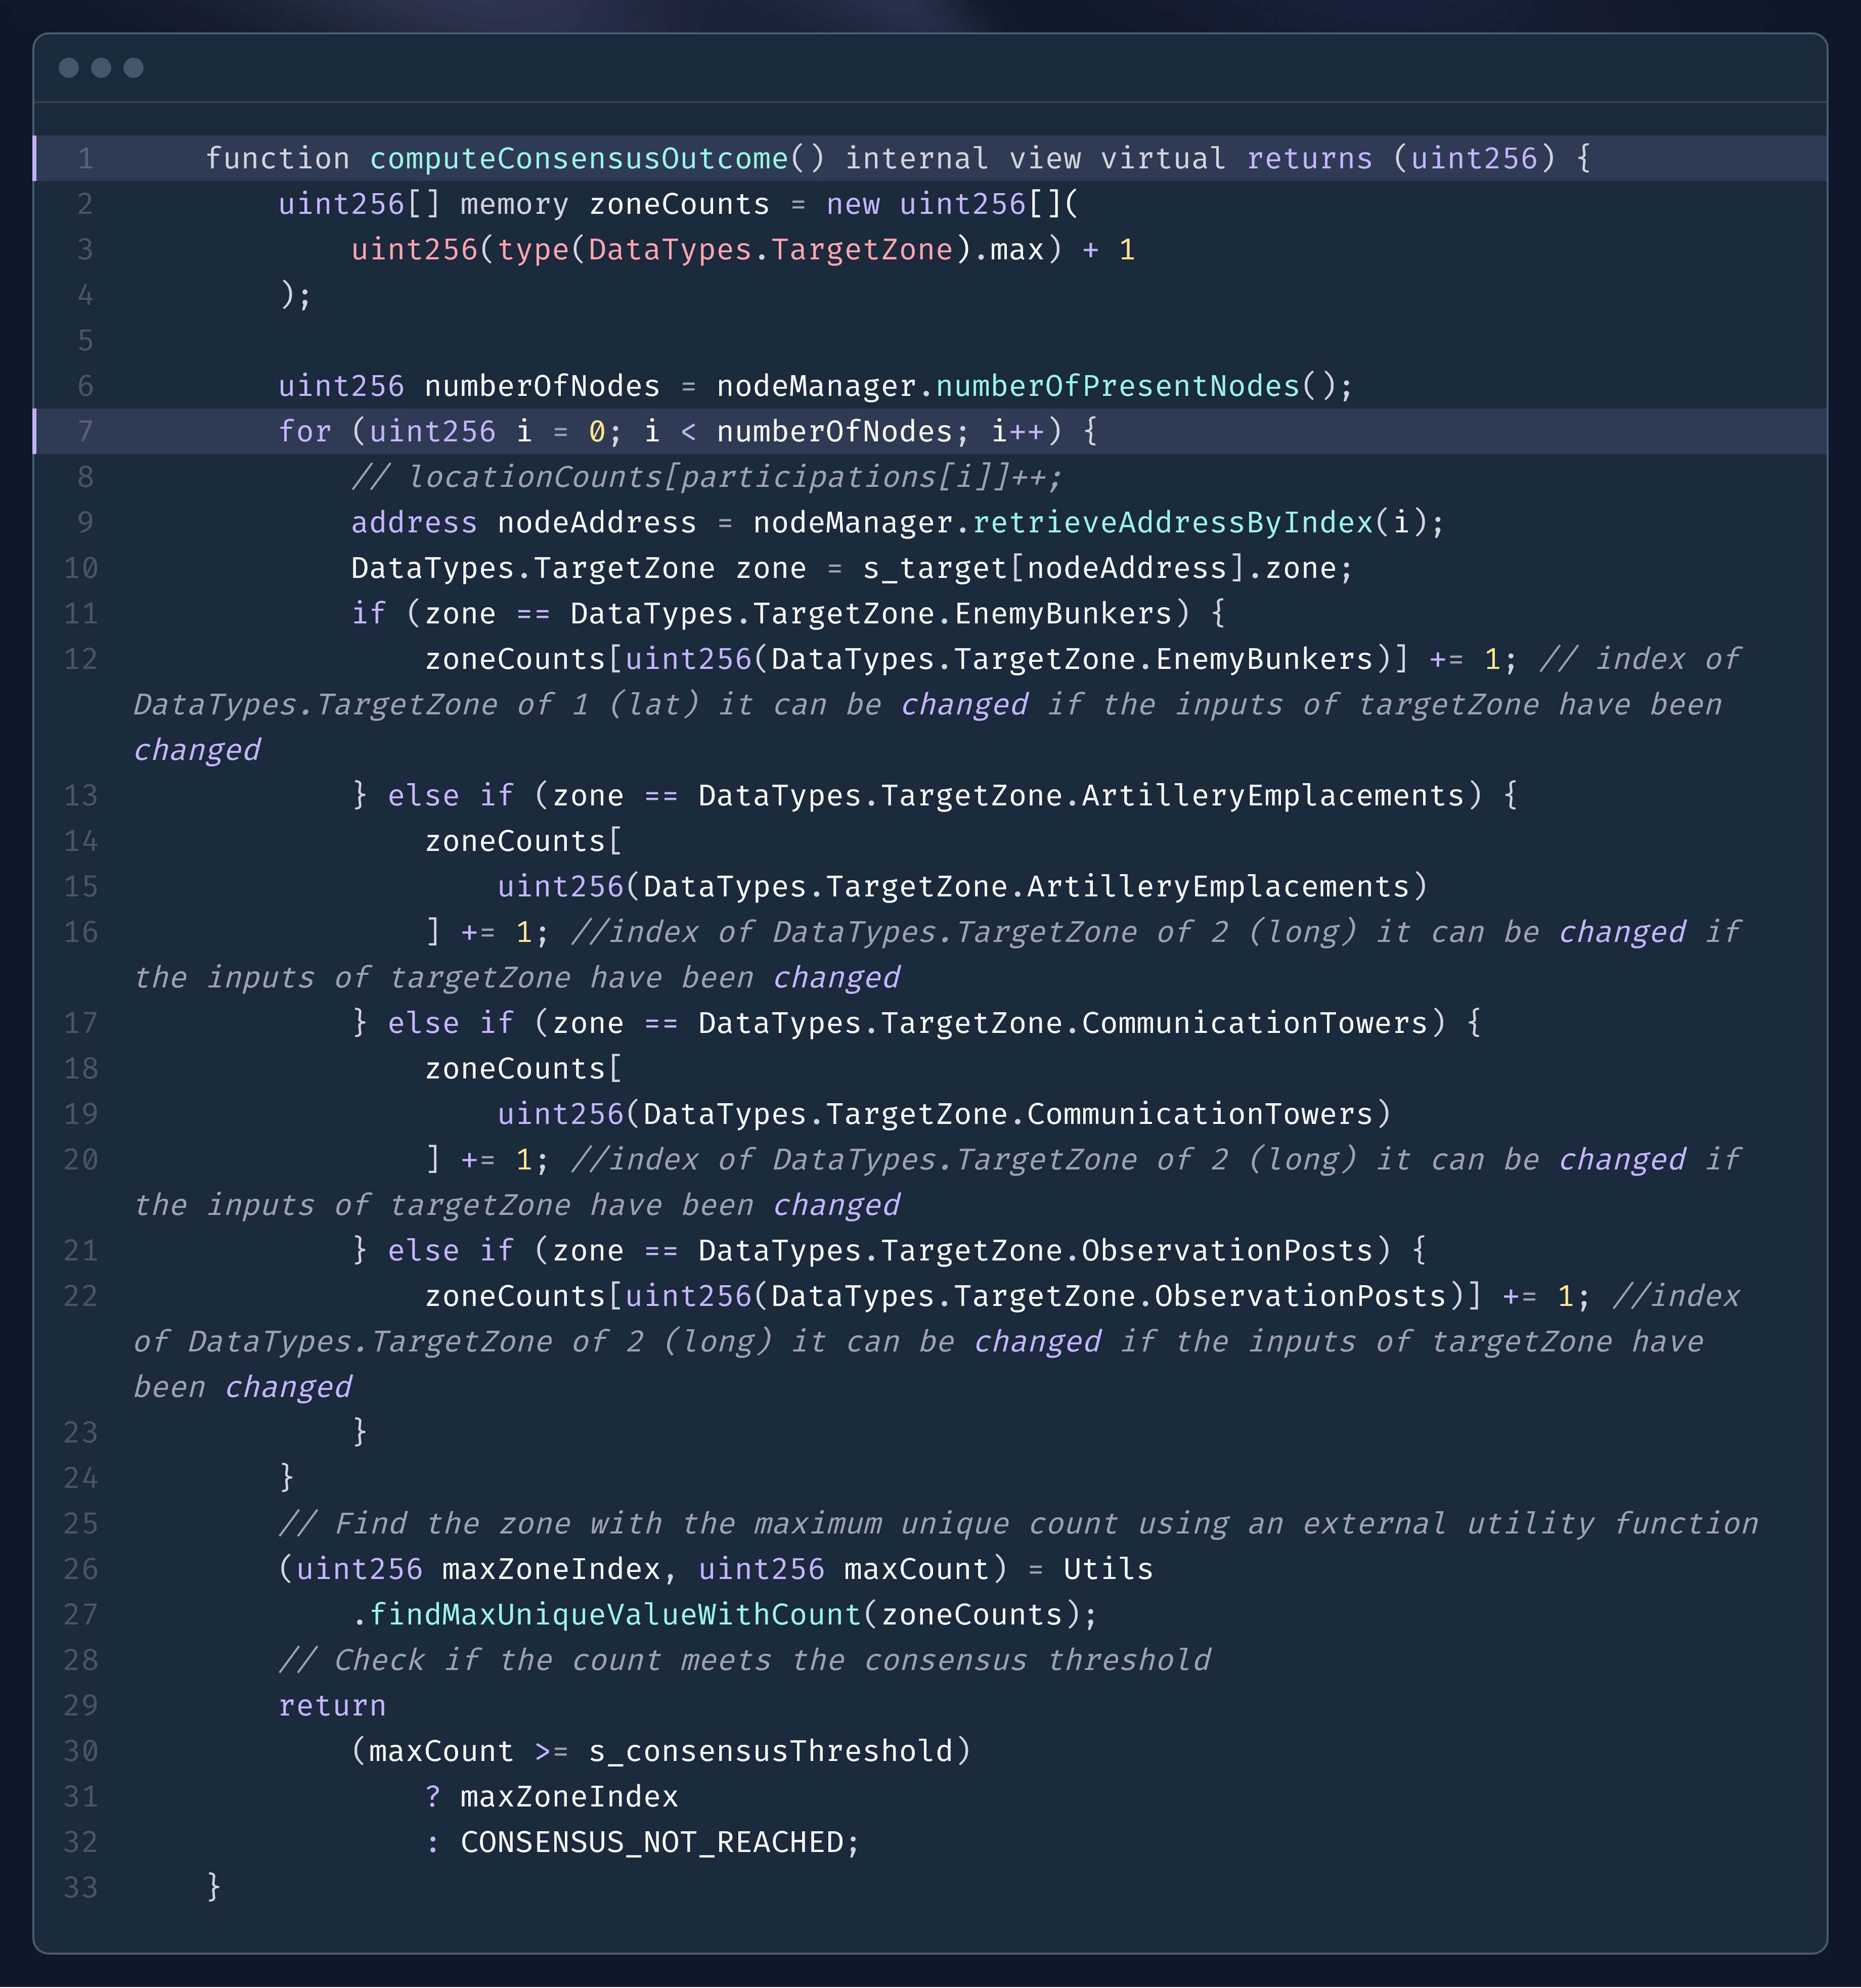 1 function computeConsensusOutcome() internal view virtual returns (uint256) {
2 uint256[] memory zoneCounts = new uint256[](
3 uint256(type(DataTypes.TargetZone).max) + 1
4 );
5
6 uint256 numberOfNodes = nodeManager.numberOfPresentNodes();
7 for (uint256 i = 0; i < numberOfNodes; i++) {
8 // locationCounts[participations[i]]++;
9 address nodeAddress = nodeManager.retrieveAddressByIndex(i);
10 DataTypes.TargetZone zone = s_target[nodeAddress].zone;
11 if (zone == DataTypes.TargetZone.EnemyBunkers) {
12 zoneCounts[uint256(DataTypes.TargetZone.EnemyBunkers)] += 1; // index of
DataTypes.TargetZone of 1 (lat) it can be changed if the inputs of targetZone have been
changed
13 } else if (zone == DataTypes.TargetZone.ArtilleryEmplacements) {
14 zoneCounts[
15 uint256(DataTypes.TargetZone.ArtilleryEmplacements)
16 ] += 1; //index of DataTypes.TargetZone of 2 (long) it can be changed if
the inputs of targetZone have been changed
17 } else if (zone == DataTypes.TargetZone.CommunicationTowers) {
18 zoneCounts[
19 uint256(DataTypes.TargetZone.CommunicationTowers)
20 ] += 1; //index of DataTypes.TargetZone of 2 (long) it can be changed if
the inputs of targetZone have been changed
21 } else if (zone == DataTypes.TargetZone.ObservationPosts) {
22 zoneCounts[uint256(DataTypes.TargetZone.ObservationPosts)] += 1; //index
of DataTypes.TargetZone of 2 (long) it can be changed if the inputs of targetZone have
been changed
23 }
24 }
25 // Find the zone with the maximum unique count using an external utility function
26 (uint256 maxZoneIndex, uint256 maxCount) = Utils
27 .findMaxUniqueValueWithCount(zoneCounts);
28 // Check if the count meets the consensus threshold
29 return
30 (maxCount >= s_consensusThreshold)
31 ? maxZoneIndex
32 : CONSENSUS_NOT_REACHED;
33 }